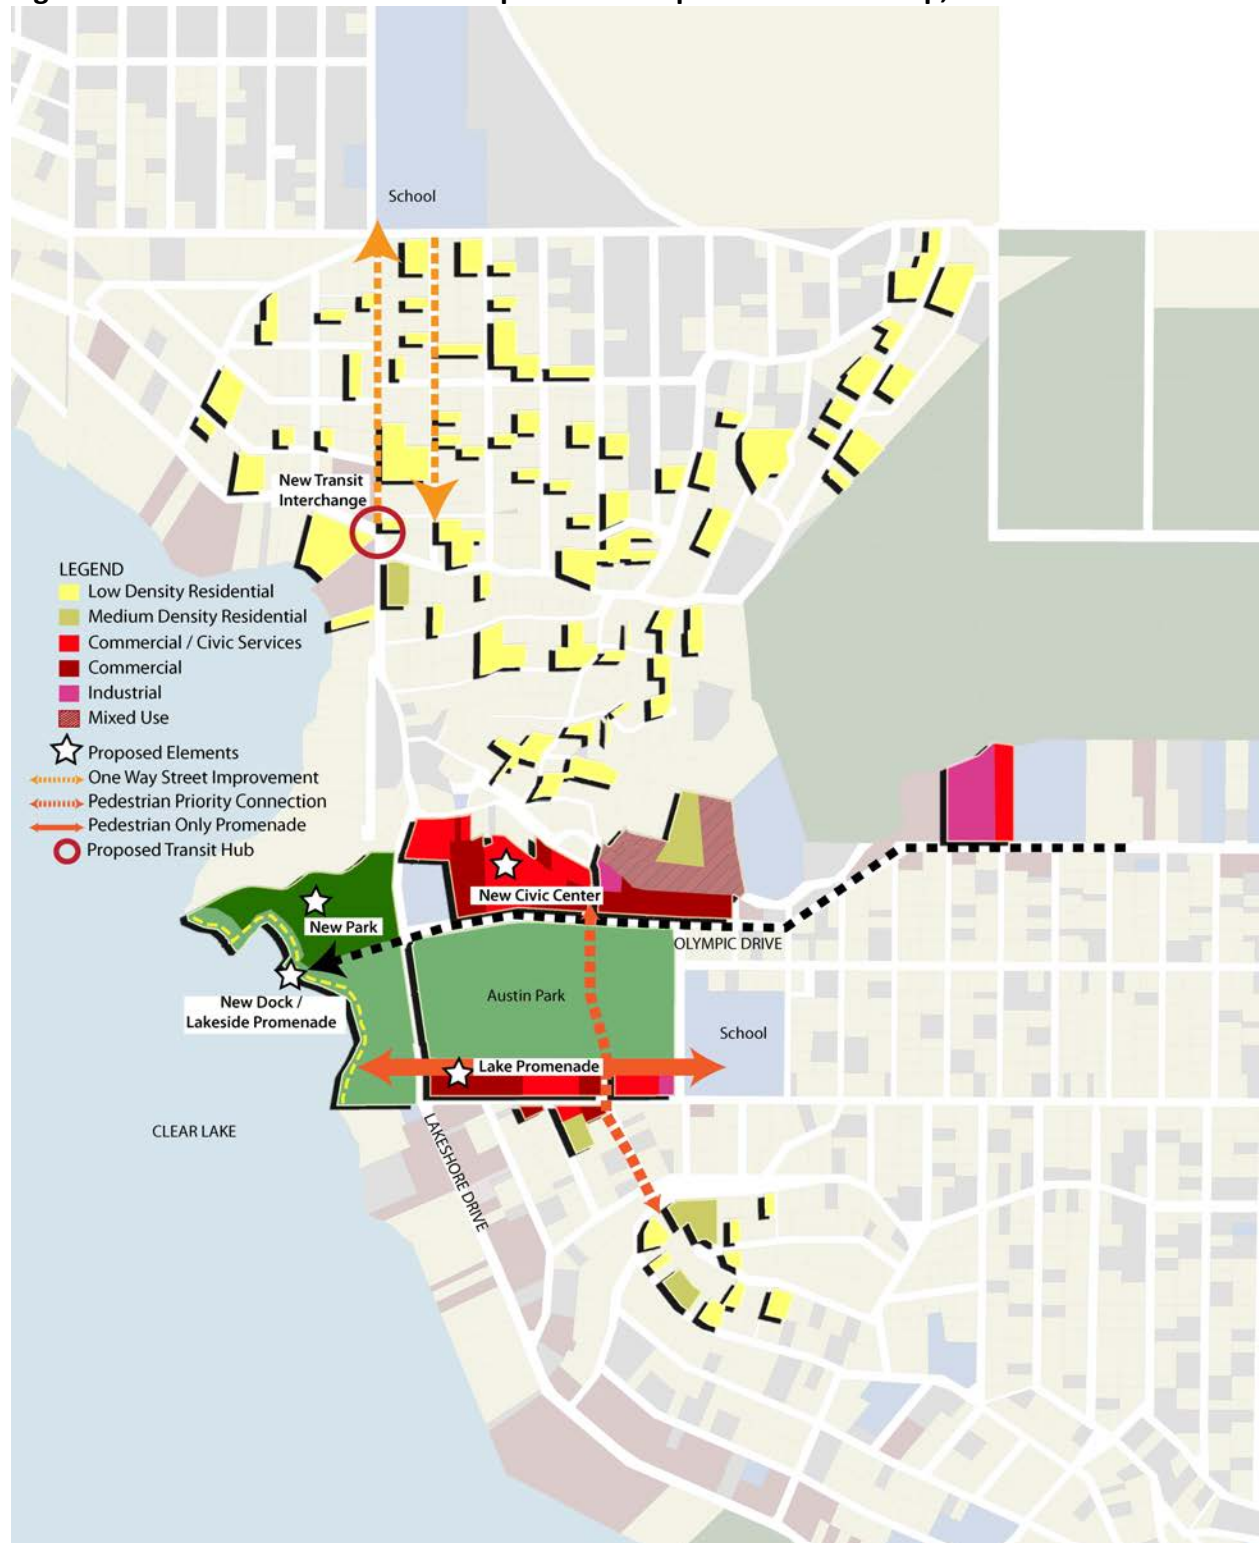 School
New Transit
Interchange
LEGEND
Low Density Residential
Medium Density Residential
Commercial / Civic Services
Commercial
Industrial
Mixed Use
Proposed Elements
One Way Street Improvement
Pedestrian Priority Connection
Pedestrian Only Promenade
Proposed Transit Hub
New Civic Center
New Park
OLYMPIC DRIVE
New Dock /
Lakeside Promenade
Austin Park
School
Lake Promenade
CLEAR LAKE
LAKESHORE DRIVE